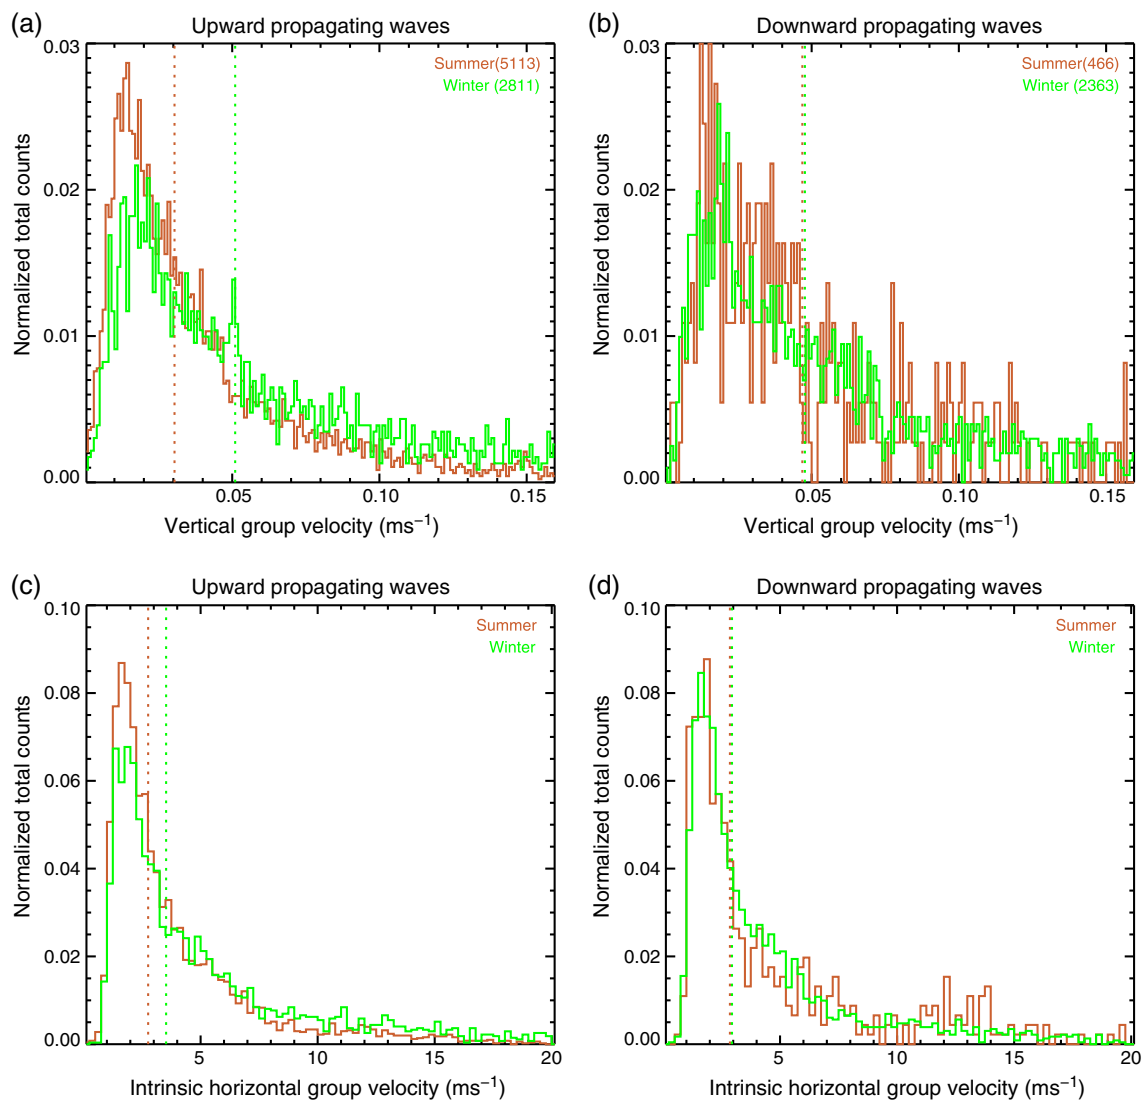 (a)
Upward propagating waves
Summer(5113)
Winter (2811)
Normalized total counts
0.03
0.02
0.01
0.00
0.05
0.10
0.15
Vertical group velocity (ms⁻¹)
(b)
Downward propagating waves
Summer(466)
Winter (2363)
Normalized total counts
0.03
0.02
0.01
0.00
0.05
0.10
0.15
Vertical group velocity (ms⁻¹)
(c)
Upward propagating waves
Summer
Winter
Normalized total counts
0.10
0.08
0.06
0.04
0.02
0.00
5
10
15
20
Intrinsic horizontal group velocity (ms⁻¹)
(d)
Downward propagating waves
Summer
Winter
Normalized total counts
0.10
0.08
0.06
0.04
0.02
0.00
5
10
15
20
Intrinsic horizontal group velocity (ms⁻¹)